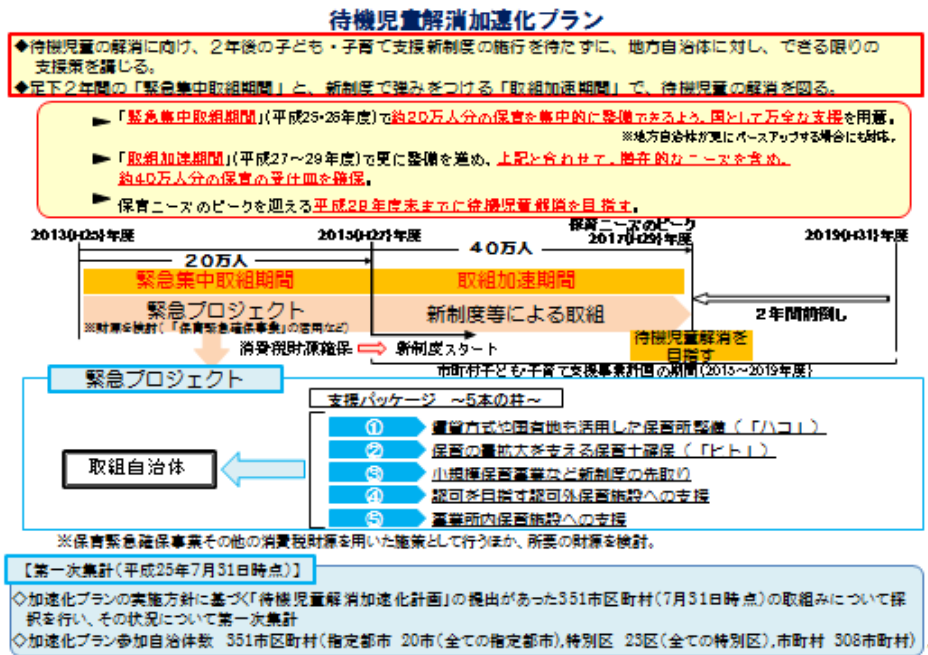 待機児童解消加速化プラン
◆待機児童の解消に向け、２年後の子ども・子育て支援新制度の施行を待たずに、地方自治体に対し、できる限りの
支援策を講じる。
◆足下２年間の「緊急集中取組期間」と、新制度で弾みをつける「取組加速期間」で、待機児童の解消を図る。
► 「緊急集中取組期間」(平成25・26年度)で約20万人分の保育を集中的に整備できるよう、国として万全な支援を用意。
※地方自治体が更にペースアップする場合にも対応。
► 「取組加速期間」(平成27～29年度)で更に整備を進め、上記と合わせて、潜在的なニーズを含め、
約40万人分の保育の受け皿を確保。
► 保育ニーズのピークを迎える平成29年度末までに待機児童解消を目指す。
保育ニーズのピーク
2013(H25)年度 2015(H27)年度 2017(H29)年度 2019(H31)年度
40万人
20万人
緊急集中取組期間 取組加速期間
緊急プロジェクト 新制度等による取組 2年間前倒し
※財源を検討(「保育緊急確保事業」の活用など)
消費税財源確保 新制度スタート 待機児童解消を
目指す
市町村子ども・子育て支援事業計画の期間(2015～2019年度)
緊急プロジェクト
支援パッケージ ～5本の柱～
① 賃貸方式や国有地も活用した保育所整備（「ハコ」）
② 保育の量拡大を支える保育士確保（「ヒト」）
取組自治体 ③ 小規模保育事業など新制度の先取り
④ 認可を目指す認可外保育施設への支援
⑤ 事業所内保育施設への支援
※保育緊急確保事業その他の消費税財源を用いた施策として行うほか、所要の財源を検討。
【第一次集計(平成25年7月31日時点)】
◇加速化プランの実施方針に基づく「待機児童解消加速化計画」の提出があった351市区町村(7月31日時点)の取組みについて採
択を行い、その状況について第一次集計
◇加速化プラン参加自治体数 351市区町村(指定都市 20市(全ての指定都市),特別区 23区(全ての特別区),市町村 308市町村)